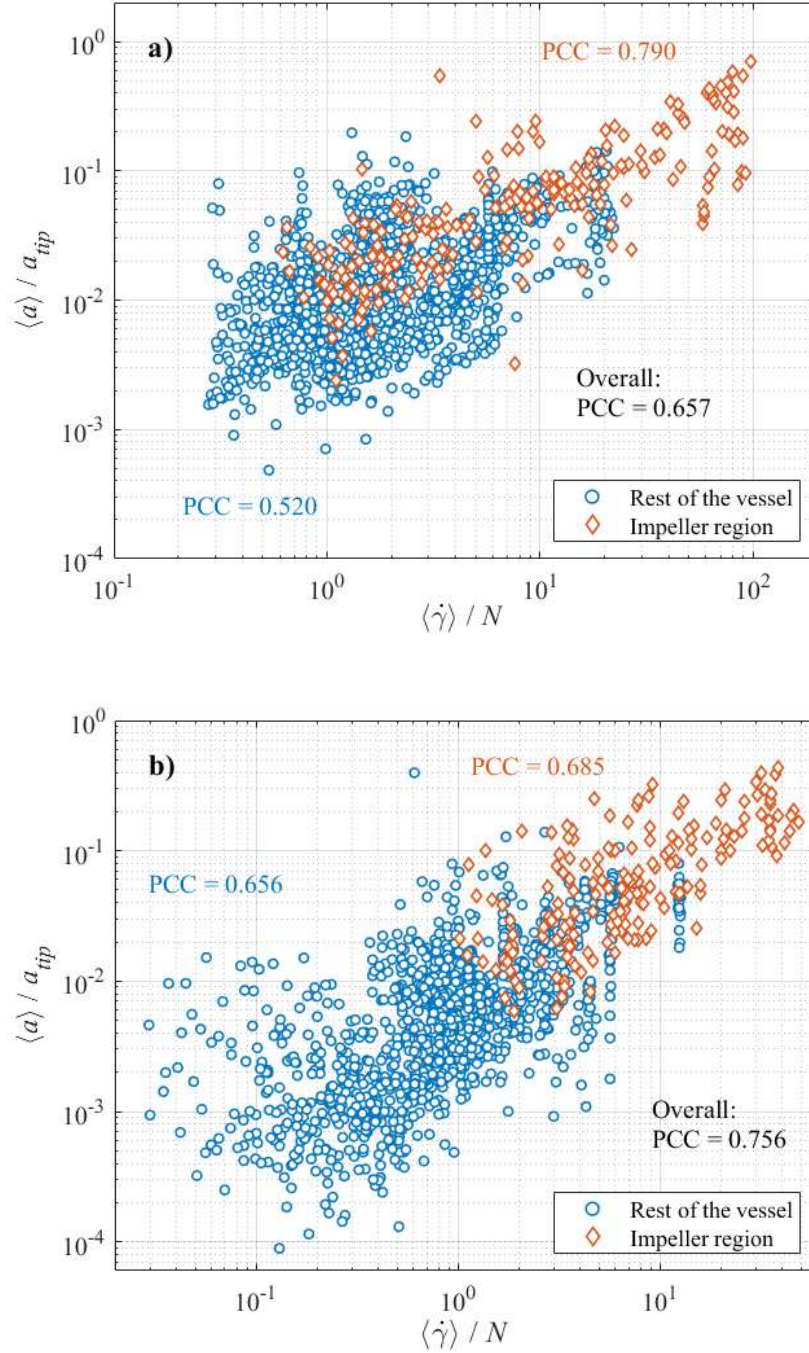 a)
PCC = 0.790
10^0
10^-1
10^-2
10^-3
10^-4
⟨a⟩ / a_tip
Overall:
PCC = 0.657
PCC = 0.520
Rest of the vessel
Impeller region
10^-1
10^0
10^1
10^2
⟨γ̇⟩ / N
b)
PCC = 0.685
10^0
10^-1
10^-2
10^-3
10^-4
⟨a⟩ / a_tip
PCC = 0.656
Overall:
PCC = 0.756
Rest of the vessel
Impeller region
10^-1
10^0
10^1
⟨γ̇⟩ / N